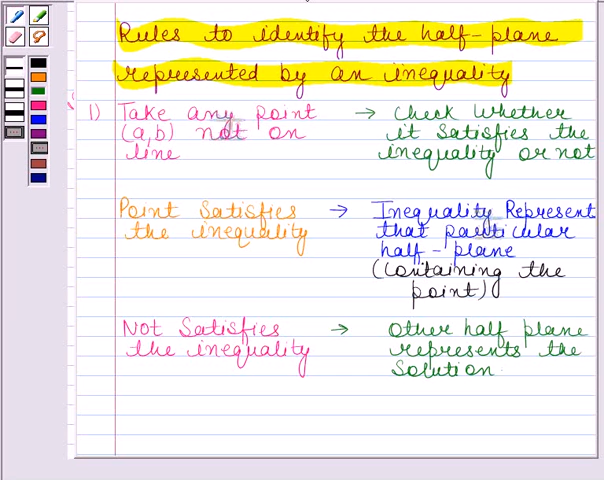 Rules to identify the half-plane
represented by an inequality
1) Take any point → Check whether
(a,b) not on it satisfies the
line inequality or not
Point Satisfies → Inequality Represent
the inequality that particular
half-plane
(Containing the
point)
Not Satisfies → Other half plane
the inequality represents the
Solution